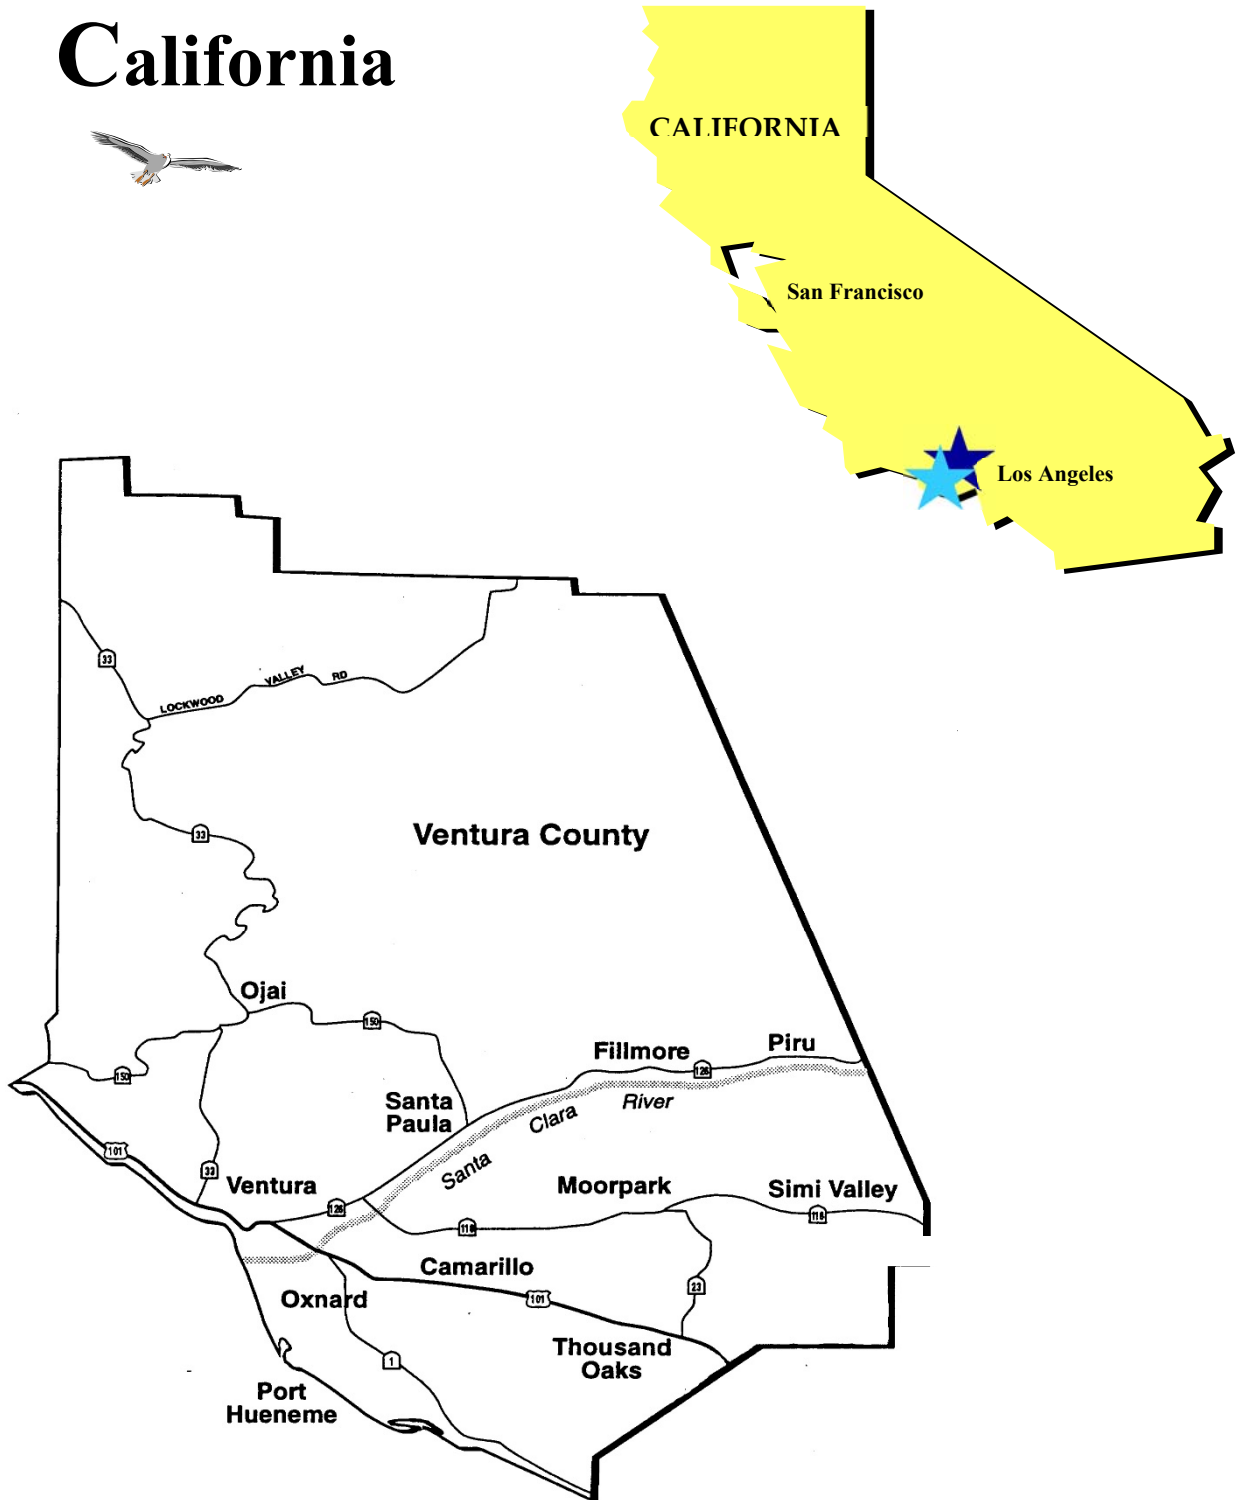 California
CALIFORNIA
San Francisco
Los Angeles
33
LOCKWOOD VALLEY RD
33
Ventura County
Ojai
150
150
Fillmore
126
Piru
Santa
Paula
Santa Clara River
101
33
Ventura
126
118
Moorpark
Simi Valley
118
Camarillo
101
23
Oxnard
1
Thousand
Oaks
Port
Hueneme